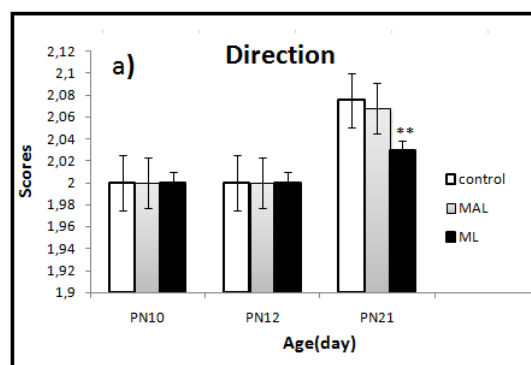 a) Direction
2,12
2,1
2,08
2,06
2,04
2,02
2
1,98
1,96
1,94
1,92
1,9
Scores
**
control
MAL
ML
PN10 PN12 PN21
Age(day)